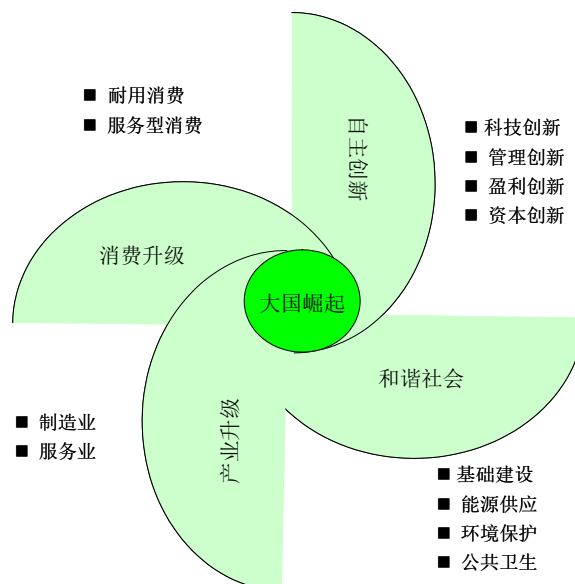 ■ 耐用消费
■ 服务型消费
自主创新
■ 科技创新
■ 管理创新
■ 盈利创新
■ 资本创新
消费升级
大国崛起
和谐社会
产业升级
■ 制造业
■ 服务业
■ 基础建设
■ 能源供应
■ 环境保护
■ 公共卫生